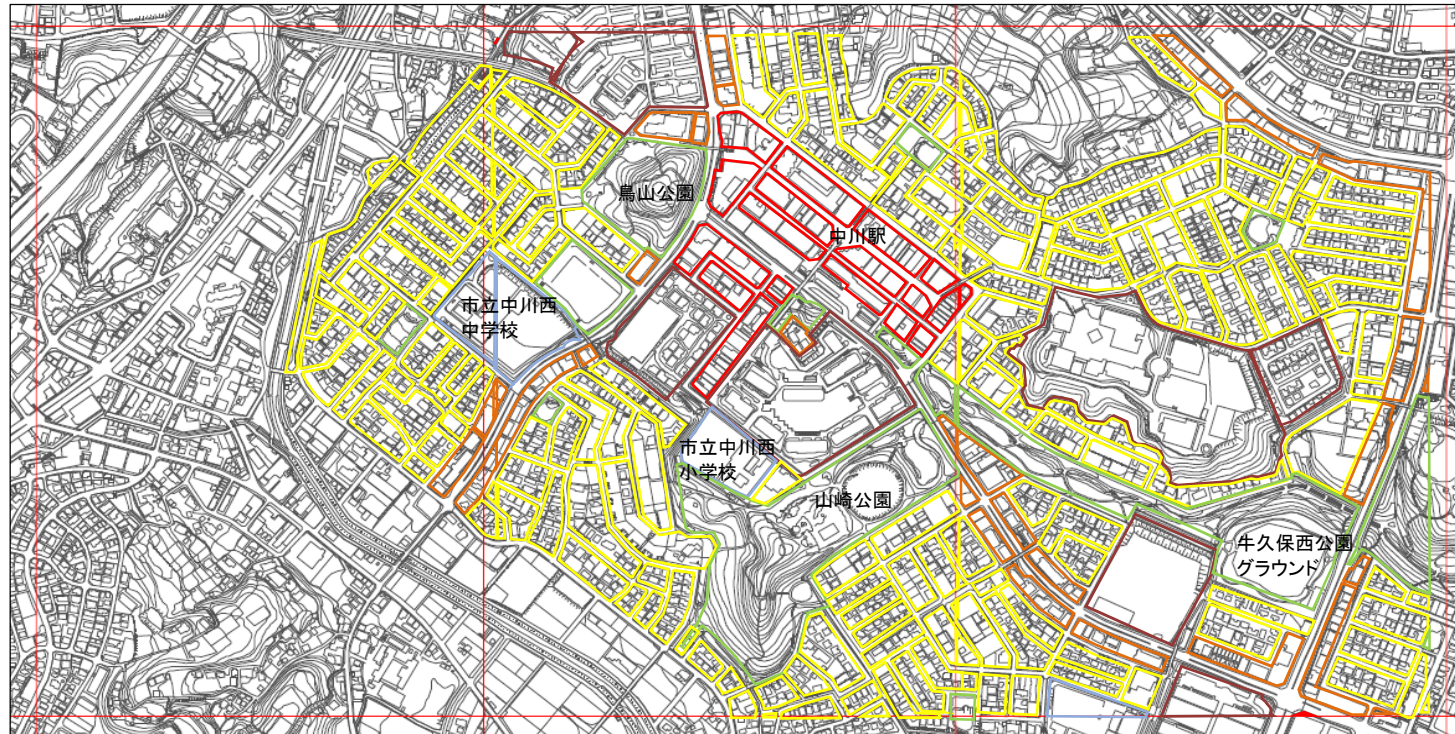 鳥山公園
中川駅
市立中川西
中学校
市立中川西
小学校
山崎公園
牛久保西公園
グラウンド